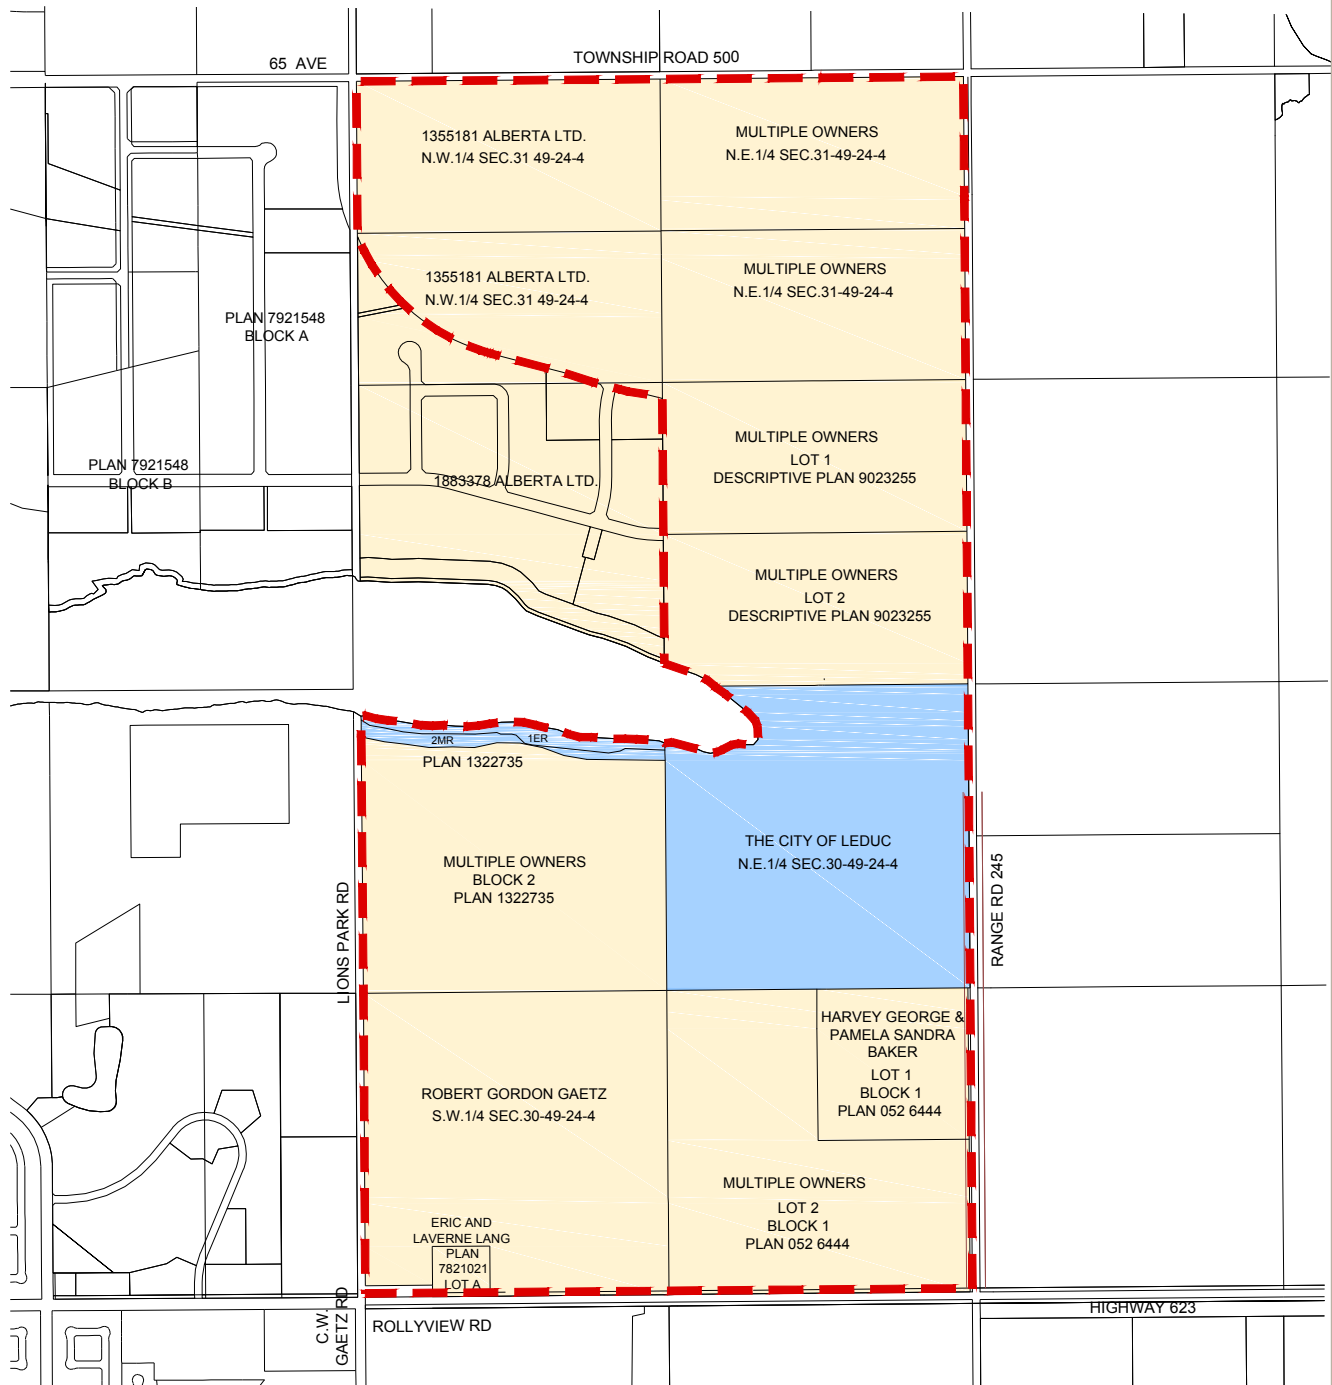 65 AVE
TOWNSHIP ROAD 500
1355181 ALBERTA LTD.
N.W.1/4 SEC.31 49-24-4
MULTIPLE OWNERS
N.E.1/4 SEC.31-49-24-4
1355181 ALBERTA LTD.
N.W.1/4 SEC.31 49-24-4
MULTIPLE OWNERS
N.E.1/4 SEC.31-49-24-4
PLAN 7921548
BLOCK A
PLAN 7921548
BLOCK B
1883378 ALBERTA LTD.
MULTIPLE OWNERS
LOT 1
DESCRIPTIVE PLAN 9023255
MULTIPLE OWNERS
LOT 2
DESCRIPTIVE PLAN 9023255
2MR
1ER
PLAN 1322735
MULTIPLE OWNERS
BLOCK 2
PLAN 1322735
THE CITY OF LEDUC
N.E.1/4 SEC.30-49-24-4
LIONS PARK RD
RANGE RD 245
HARVEY GEORGE &
PAMELA SANDRA
BAKER
LOT 1
BLOCK 1
PLAN 052 6444
ROBERT GORDON GAETZ
S.W.1/4 SEC.30-49-24-4
MULTIPLE OWNERS
LOT 2
BLOCK 1
PLAN 052 6444
ERIC AND
LAVERNE LANG
PLAN
7821021
LOT A
C.W.
GAETZ RD
ROLLYVIEW RD
HIGHWAY 623